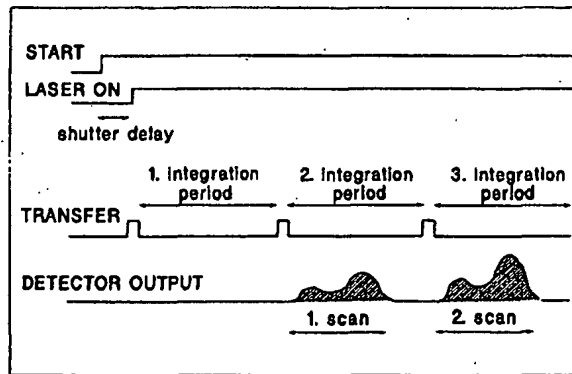 START
LASER ON
shutter delay
1. integration period
2. integration period
3. integration period
TRANSFER
DETECTOR OUTPUT
1. scan
2. scan